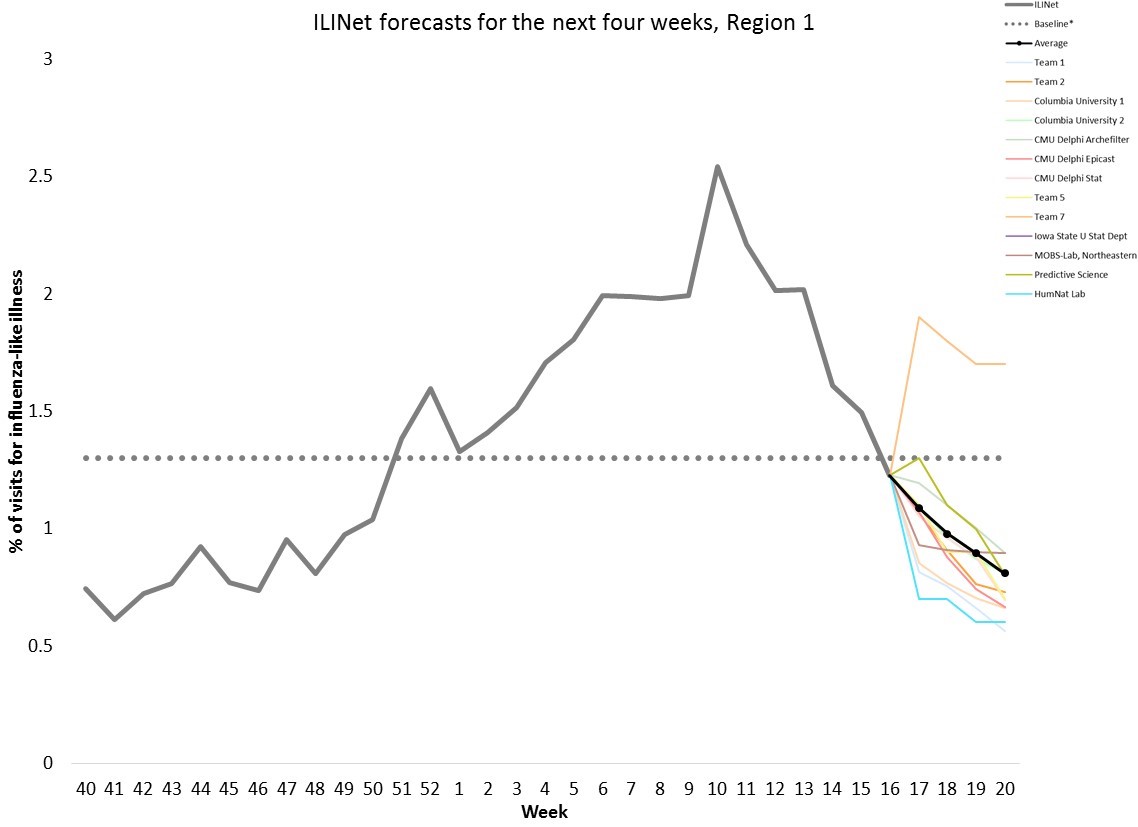 ILINet forecasts for the next four weeks, Region 1
ILINet
Baseline*
Average
Team 1
Team 2
Columbia University 1
Columbia University 2
CMU Delphi Archefilter
CMU Delphi Epicast
CMU Delphi Stat
Team 5
Team 7
Iowa State U Stat Dept
MOBS-Lab, Northeastern
Predictive Science
HumNat Lab
% of visits for influenza-like illness
3
2.5
2
1.5
1
0.5
0
40 41 42 43 44 45 46 47 48 49 50 51 52 1 2 3 4 5 6 7 8 9 10 11 12 13 14 15 16 17 18 19 20
Week